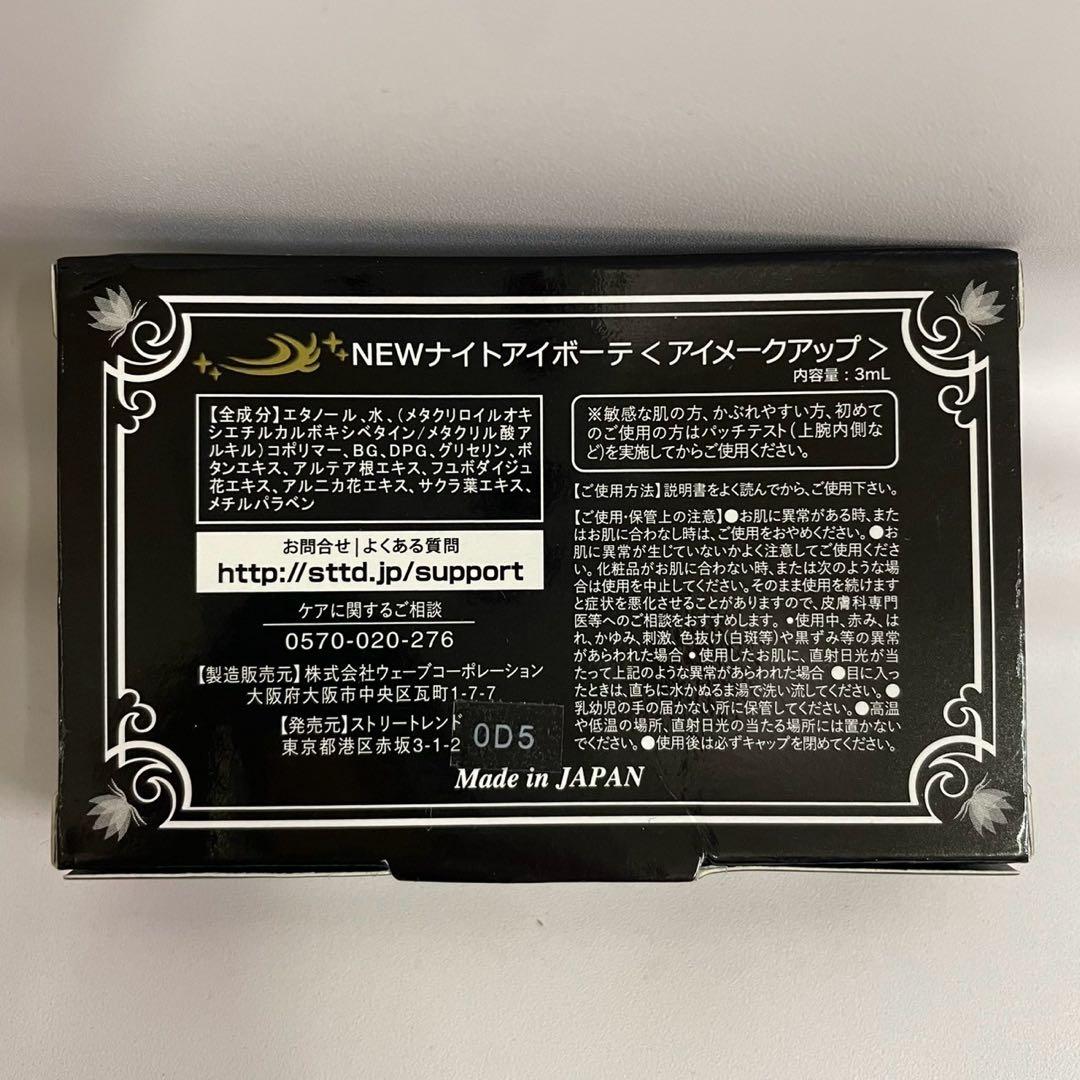 NEWナイトアイボーテ＜アイメークアップ＞
内容量：3mL
【全成分】エタノール、水、(メタクリロイルオキ
シエチルカルボキシベタイン/メタクリル酸ア
ルキル)コポリマー、BG、DPG、グリセリン、ボ
タンエキス、アルテア根エキス、フユボダイジュ
花エキス、アルニカ花エキス、サクラ葉エキス、
メチルパラベン
お問合せ|よくある質問
http://sttd.jp/support
ケアに関するご相談
0570-020-276
【製造販売元】株式会社ウェーブコーポレーション
大阪府大阪市中央区瓦町1-7-7
【発売元】ストリートレンド
東京都港区赤坂3-1-2
0D5
※敏感な肌の方、かぶれやすい方、初めて
のご使用の方はパッチテスト(上腕内側な
ど)を実施してからご使用ください。
【ご使用方法】説明書をよく読んでから、ご使用下さい。
【ご使用・保管上の注意】●お肌に異常がある時、また
はお肌に合わなし時は、ご使用をおやめください。●お
肌に異常が生じていないかよく注意してご使用くださ
い。化粧品がお肌に合わない時、または次のような場
合は使用を中止してください。そのまま使用を続けます
と症状を悪化させることがありますので、皮膚科専門
医等へのご相談をおすすめします。•使用中、赤み、は
れ、かゆみ、刺激、色抜け(白斑等)や黒ずみ等の異常
があらわれた場合 •使用したお肌に、直射日光が当
たって上記のような異常があらわれた場合 ●目に入っ
たときは、直ちに水かぬるま湯で洗い流してください。●
乳幼児の手の届かない所に保管してください。●高温
や低温の場所、直射日光の当たる場所には置かない
でください。●使用後は必ずキャップを閉めてください。
Made in JAPAN